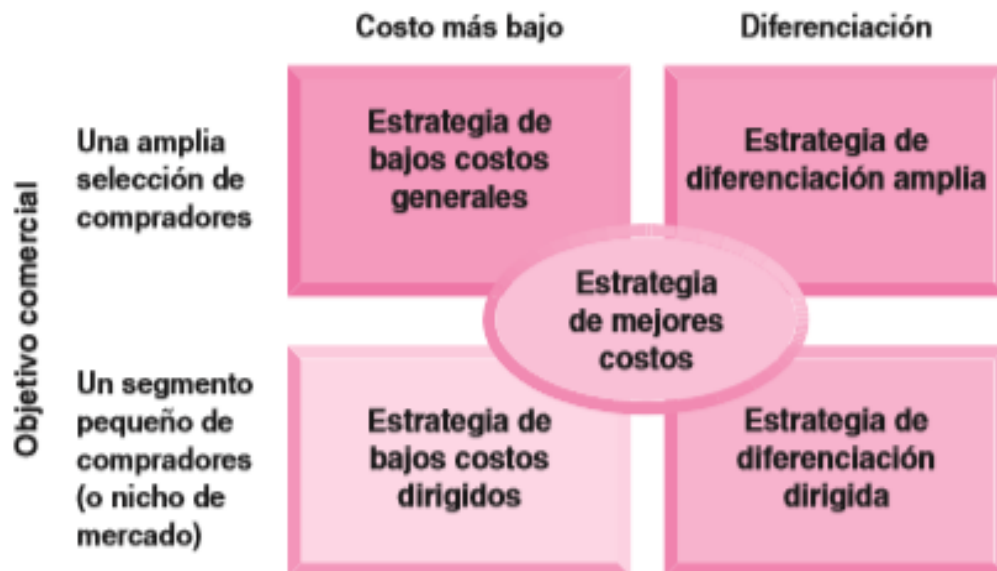 Costo más bajo
Diferenciación
Objetivo comercial
Una amplia
selección de
compradores
Estrategia de
bajos costos
generales
Estrategia de
diferenciación amplia
Estrategia
de mejores
costos
Un segmento
pequeño de
compradores
(o nicho de
mercado)
Estrategia de
bajos costos
dirigidos
Estrategia de
diferenciación
dirigida